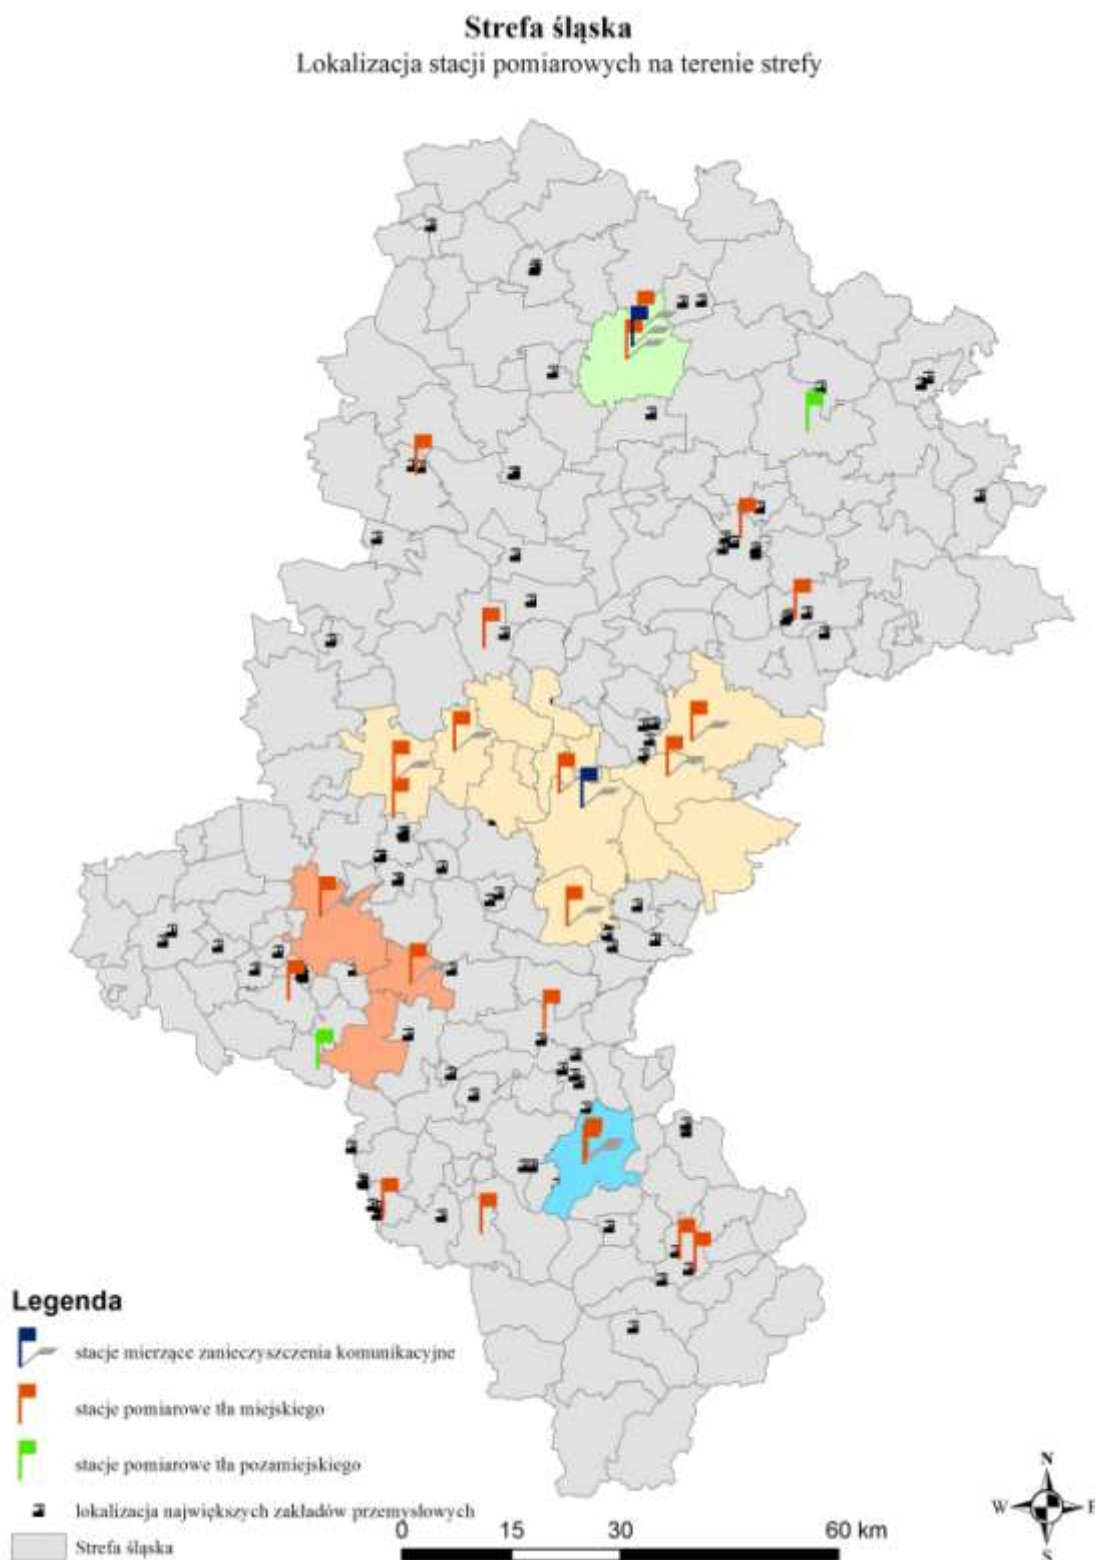 Strefa śląska
Lokalizacja stacji pomiarowych na terenie strefy
Legenda
stacje mierzące zanieczyszczenia komunikacyjne
stacje pomiarowe tła miejskiego
stacje pomiarowe tła pozamiejskiego
lokalizacja największych zakładów przemysłowych
Strefa śląska
0 15 30 60 km
N
W E
S